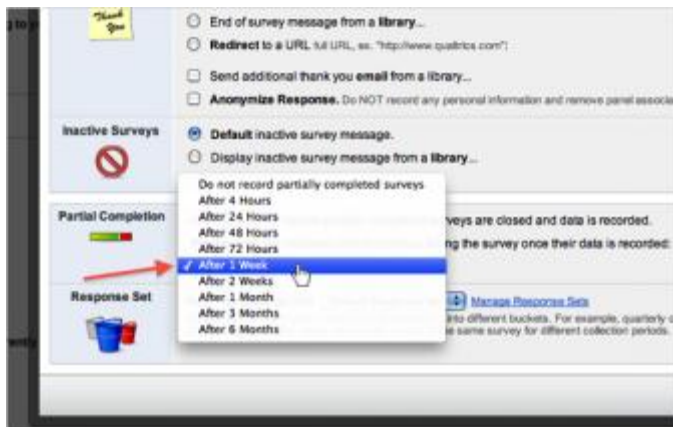 Thank
You
End of survey message from a library...
Redirect to a URL full URL, ex. "http://www.qualtrics.com":
Send additional thank you email from a library...
Anonymize Response. Do NOT record any personal information and remove panel associa
Inactive Surveys
Default inactive survey message.
Display inactive survey message from a library...
Do not record partially completed surveys
After 4 Hours
Partial Completion
After 24 Hours
veys are closed and data is recorded.
After 48 Hours
After 72 Hours
ng the survey once their data is recorded:
✓ After 1 Week
After 2 Weeks
Response Set
After 1 Month
Manage Response Sets
After 3 Months
into different buckets. For example, quarterly
After 6 Months
e same survey for different collection periods.